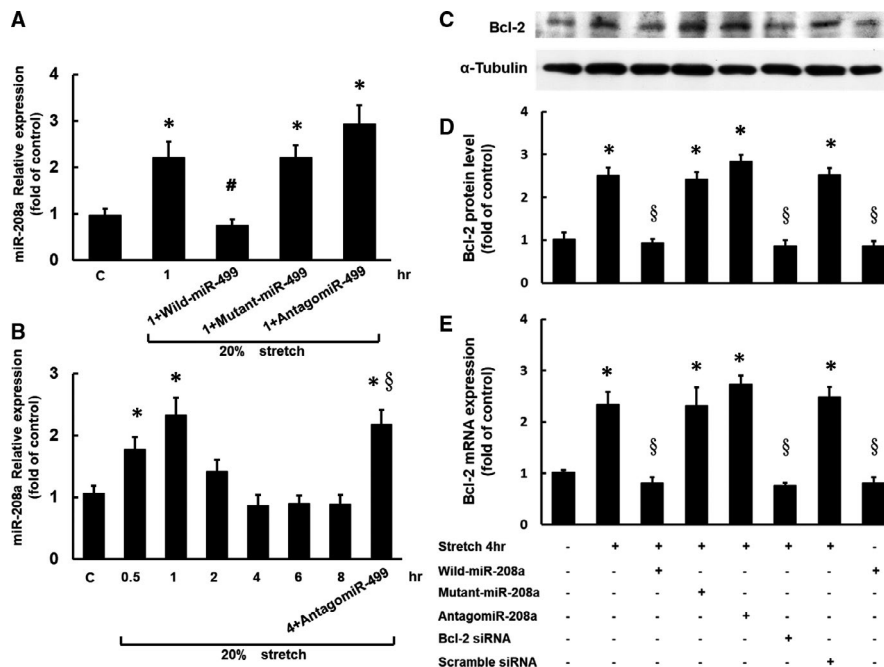 A
miR-208a Relative expression
(fold of control)
4
3
2
1
0
*
#
*
*
C
1
1+Wild-miR-499
1+Mutant-miR-499
1+AntagomiR-499
hr
20% stretch
B
miR-208a Relative expression
(fold of control)
3
2
1
0
*
*
* §
C
0.5
1
2
4
6
8
4+AntagomiR-499
hr
20% stretch
C
Bcl-2
α-Tubulin
D
Bcl-2 protein level
(fold of control)
4
3
2
1
0
*
§
*
*
§
*
§
E
Bcl-2 mRNA expression
(fold of control)
4
3
2
1
0
*
§
*
*
§
*
§
Stretch 4hr - + + + + + + -
Wild-miR-208a - - + - - - - +
Mutant-miR-208a - - - + - - - -
AntagomiR-208a - - - - + - - -
Bcl-2 siRNA - - - - - + - -
Scramble siRNA - - - - - - + -